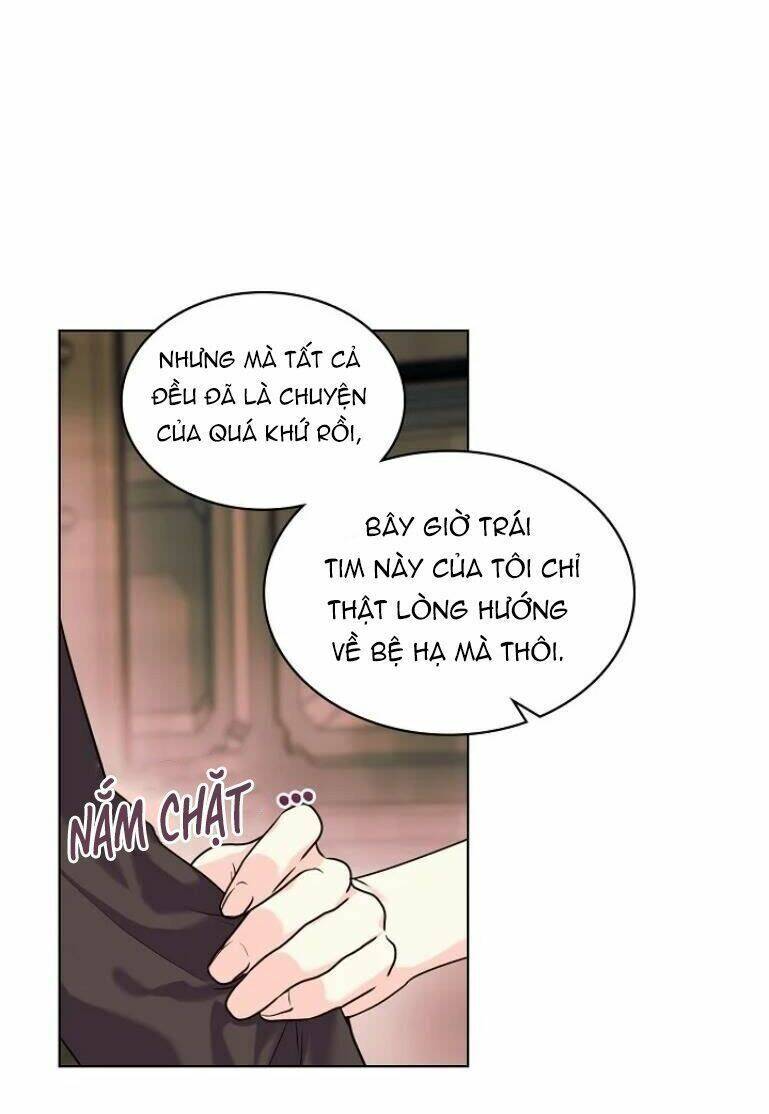 NHƯNG MÀ TẤT CẢ
ĐỀU ĐÃ LÀ CHUYỆN
CỦA QUÁ KHỨ RỒI,
BÂY GIỜ TRÁI
TIM NÀY CỦA TÔI CHỈ
THẬT LÒNG HƯỚNG
VỀ BỆ HẠ MÀ THÔI.
NẮM CHẶT ...